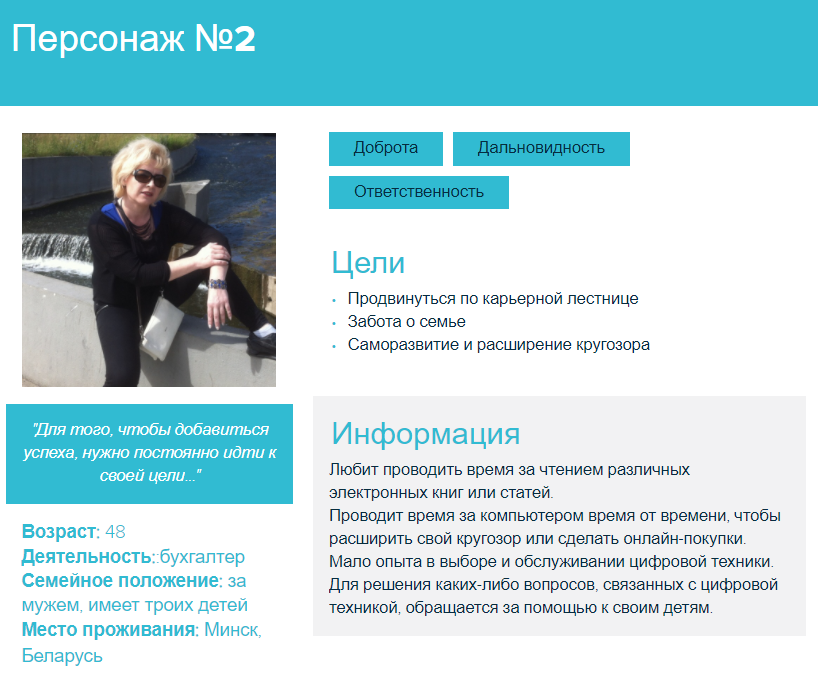 Персонаж №2
Доброта
Дальновидность
Ответственность
Цели
Продвинуться по карьерной лестнице
Забота о семье
Саморазвитие и расширение кругозора
"Для того, чтобы добавиться
успеха, нужно постоянно идти к
своей цели..."
Возраст: 48
Деятельность::бухгалтер
Семейное положение: за
мужем, имеет троих детей
Место проживания: Минск,
Беларусь
Информация
Любит проводить время за чтением различных
электронных книг или статей.
Проводит время за компьютером время от времени, чтобы
расширить свой кругозор или сделать онлайн-покупки.
Мало опыта в выборе и обслуживании цифровой техники.
Для решения каких-либо вопросов, связанных с цифровой
техникой, обращается за помощью к своим детям.